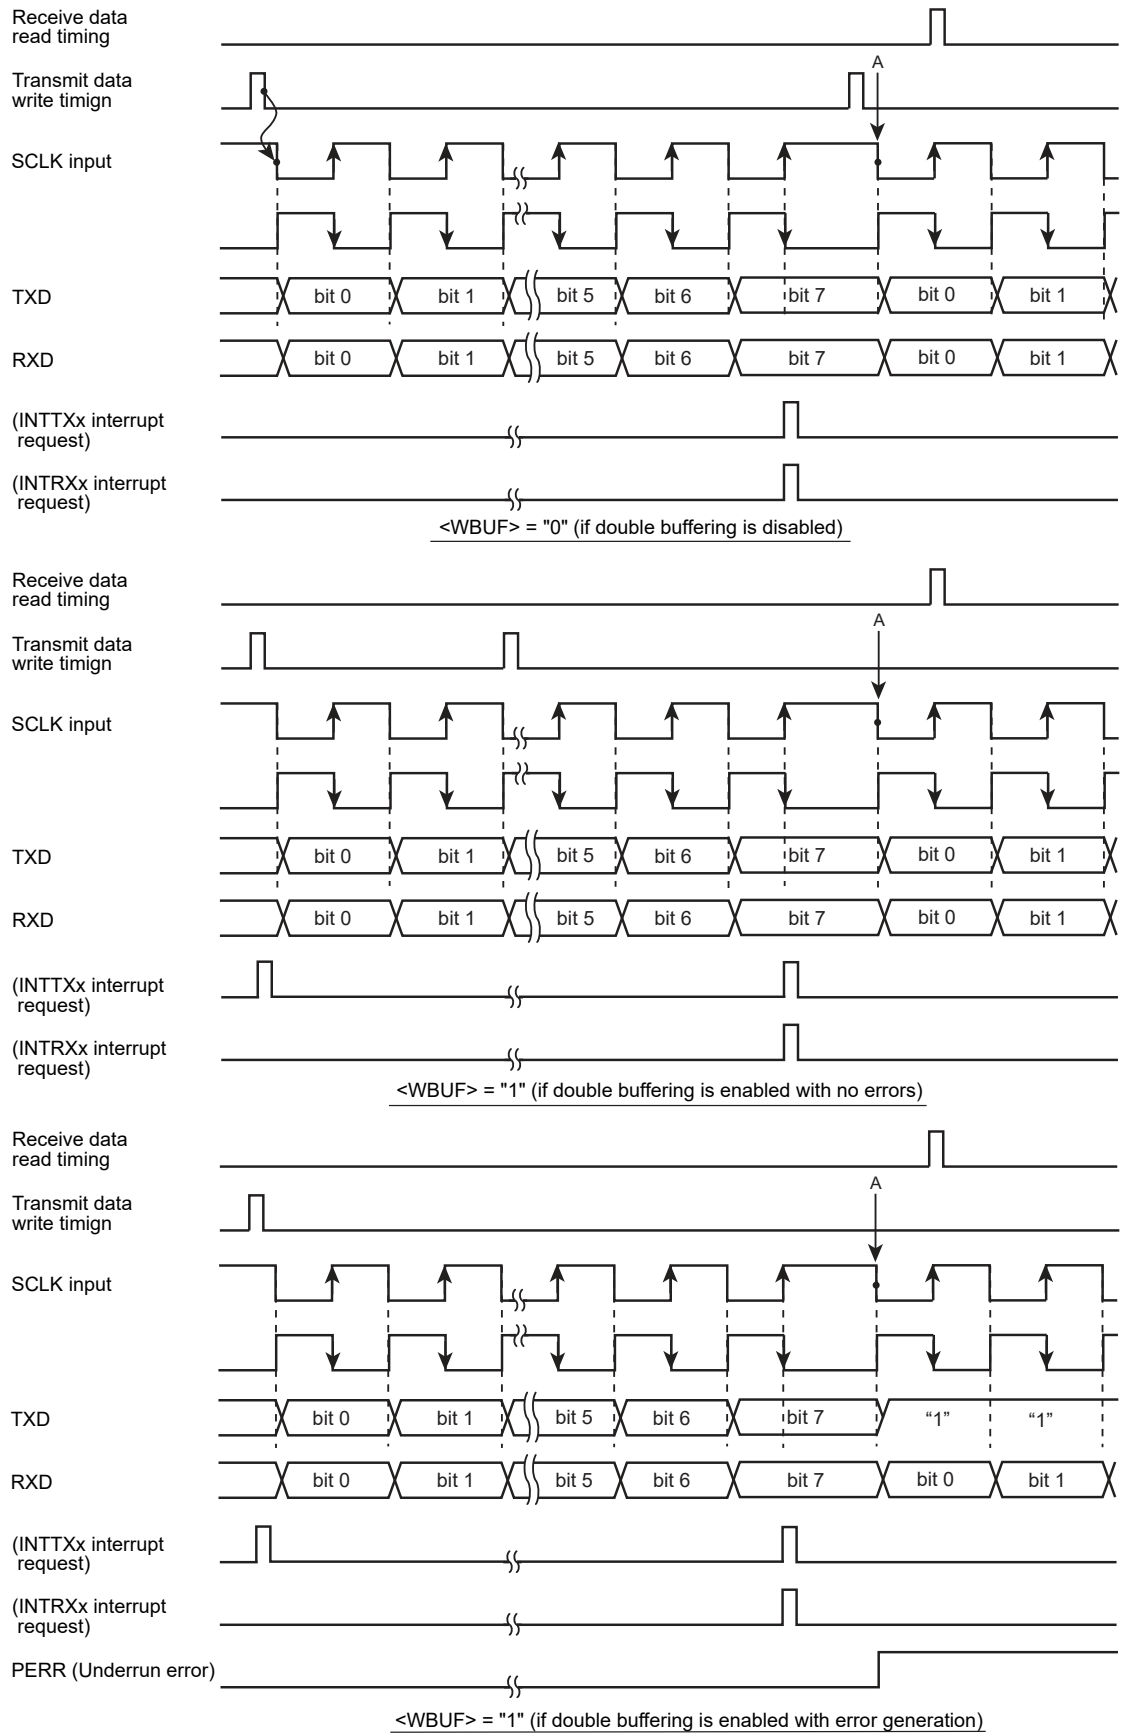 Receive data
read timing
Transmit data
write timign
A
SCLK input
TXD
bit 0 bit 1 bit 5 bit 6 bit 7 bit 0 bit 1
RXD
bit 0 bit 1 bit 5 bit 6 bit 7 bit 0 bit 1
(INTTXx interrupt
request)
(INTRXx interrupt
request)
<WBUF> = "0" (if double buffering is disabled)
Receive data
read timing
Transmit data
write timign
A
SCLK input
TXD
bit 0 bit 1 bit 5 bit 6 bit 7 bit 0 bit 1
RXD
bit 0 bit 1 bit 5 bit 6 bit 7 bit 0 bit 1
(INTTXx interrupt
request)
(INTRXx interrupt
request)
<WBUF> = "1" (if double buffering is enabled with no errors)
Receive data
read timing
Transmit data
write timign
A
SCLK input
TXD
bit 0 bit 1 bit 5 bit 6 bit 7 “1” “1”
RXD
bit 0 bit 1 bit 5 bit 6 bit 7 bit 0 bit 1
(INTTXx interrupt
request)
(INTRXx interrupt
request)
PERR (Underrun error)
<WBUF> = "1" (if double buffering is enabled with error generation)